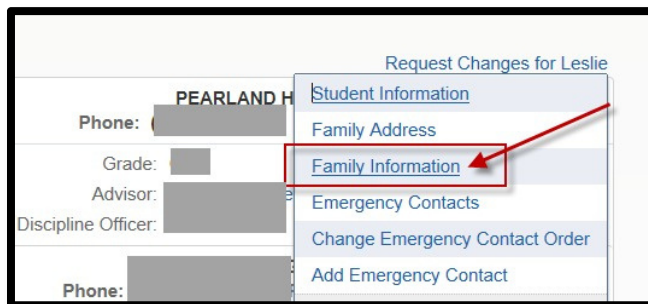 Request Changes for Leslie
PEARLAND H
Student Information
Phone: (
Family Address
Grade:
Family Information
Advisor:
Emergency Contacts
Discipline Officer:
Change Emergency Contact Order
Add Emergency Contact
Phone: